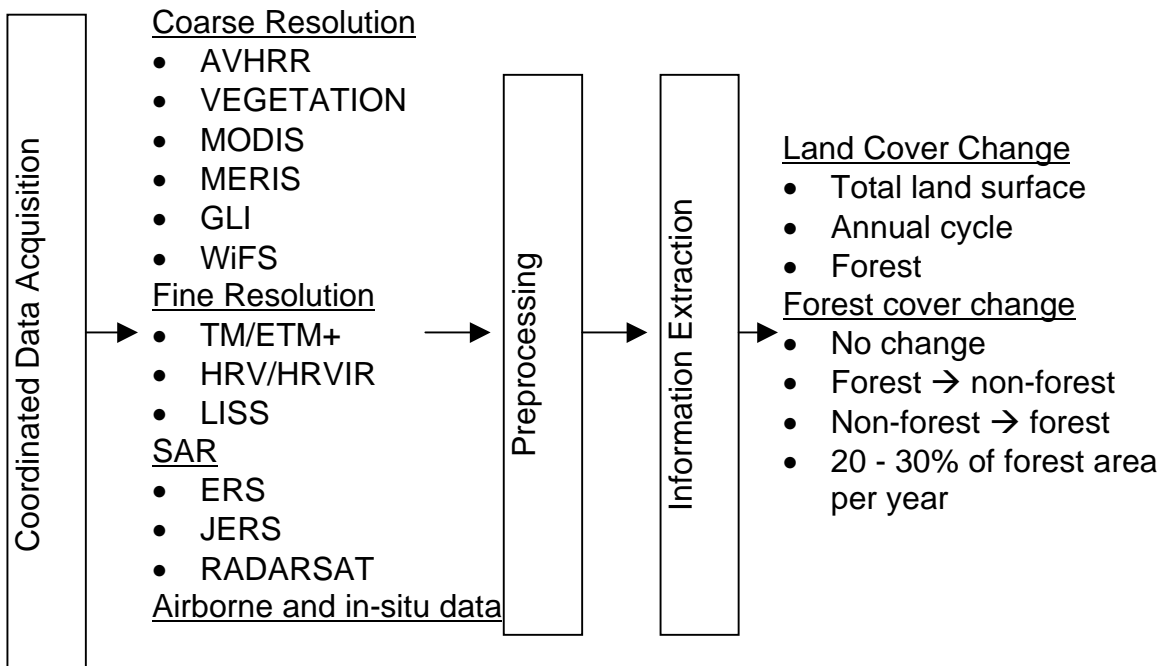 Coordinated Data Acquisition
Coarse Resolution
• AVHRR
• VEGETATION
• MODIS
• MERIS
• GLI
• WiFS
Fine Resolution
• TM/ETM+
• HRV/HRVIR
• LISS
SAR
• ERS
• JERS
• RADARSAT
Airborne and in-situ data
Preprocessing
Information Extraction
Land Cover Change
• Total land surface
• Annual cycle
• Forest
Forest cover change
• No change
• Forest → non-forest
• Non-forest → forest
• 20 - 30% of forest area
per year